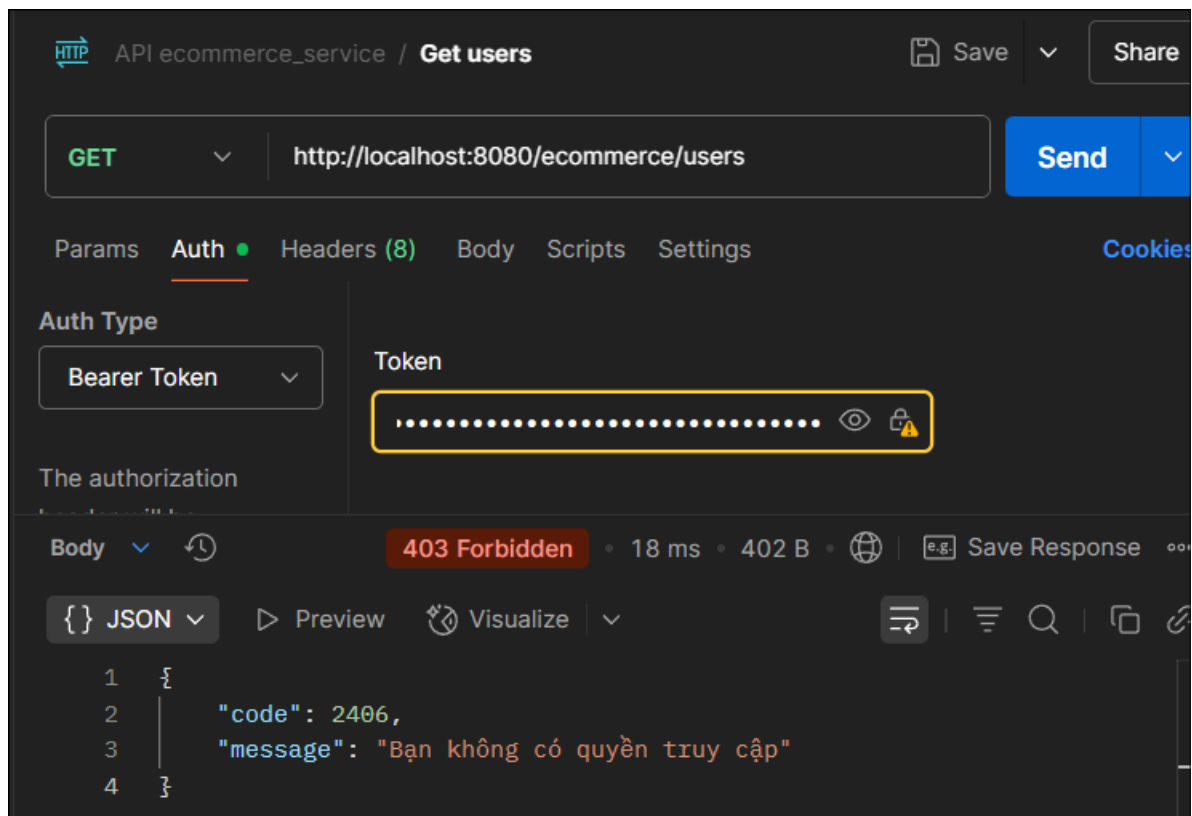 HTTP API ecommerce_service / Get users Save Share
GET http://localhost:8080/ecommerce/users Send
Params Auth Headers (8) Body Scripts Settings Cookies
Auth Type
Bearer Token
Token
The authorization
Body 403 Forbidden • 18 ms • 402 B • e.g. Save Response
{ } JSON Preview Visualize
1 {
2 "code": 2406,
3 "message": "Bạn không có quyền truy cập"
4 }